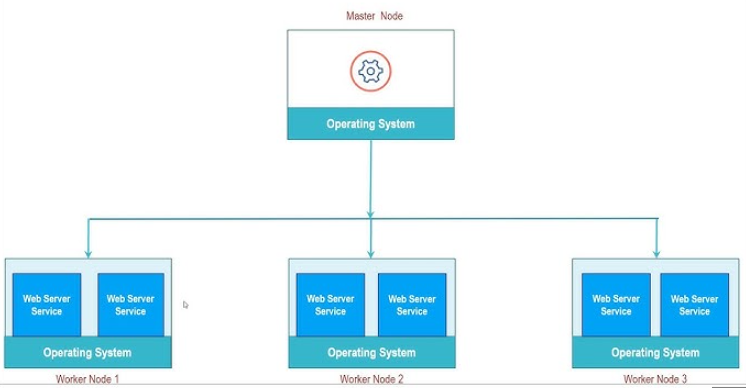 Master Node
Operating System
Web Server
Service
Web Server
Service
Web Server
Service
Web Server
Service
Web Server
Service
Web Server
Service
Operating System
Operating System
Operating System
Worker Node 1
Worker Node 2
Worker Node 3